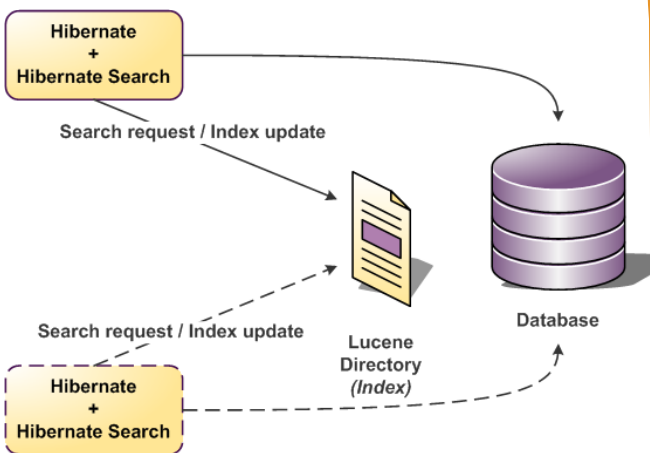 Hibernate
+
Hibernate Search
Search request / Index update
Database
Search request / Index update
Lucene
Directory
(Index)
Hibernate
+
Hibernate Search